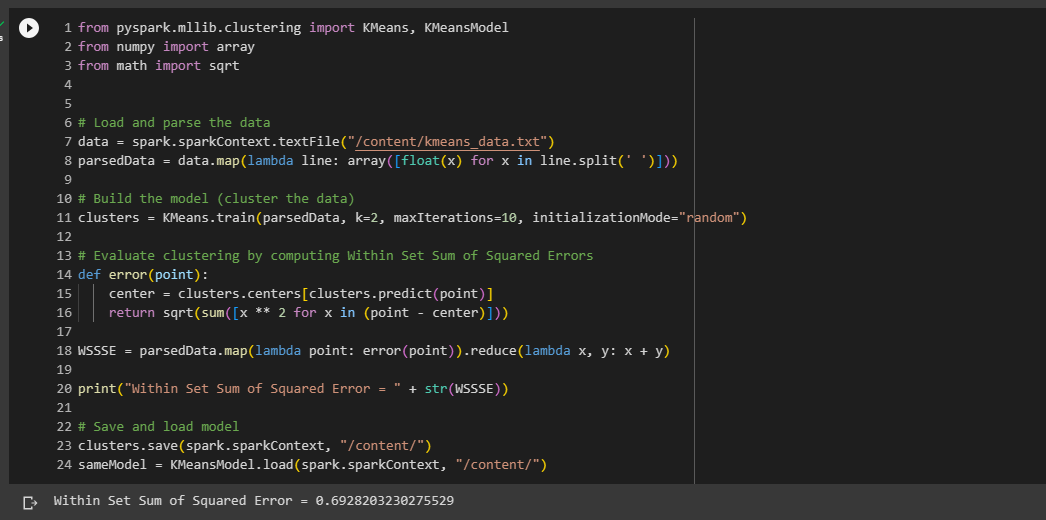 1 from pyspark.mllib.clustering import KMeans, KMeansModel
2 from numpy import array
3 from math import sqrt
4
5
6 # Load and parse the data
7 data = spark.sparkContext.textFile("/content/kmeans_data.txt")
8 parsedData = data.map(lambda line: array([float(x) for x in line.split(' ')]))
9
10 # Build the model (cluster the data)
11 clusters = KMeans.train(parsedData, k=2, maxIterations=10, initializationMode="random")
12
13 # Evaluate clustering by computing Within Set Sum of Squared Errors
14 def error(point):
15     center = clusters.centers[clusters.predict(point)]
16     return sqrt(sum([x ** 2 for x in (point - center)]))
17
18 WSSSE = parsedData.map(lambda point: error(point)).reduce(lambda x, y: x + y)
19
20 print("Within Set Sum of Squared Error = " + str(WSSSE))
21
22 # Save and load model
23 clusters.save(spark.sparkContext, "/content/")
24 sameModel = KMeansModel.load(spark.sparkContext, "/content/")
Within Set Sum of Squared Error = 0.6928203230275529